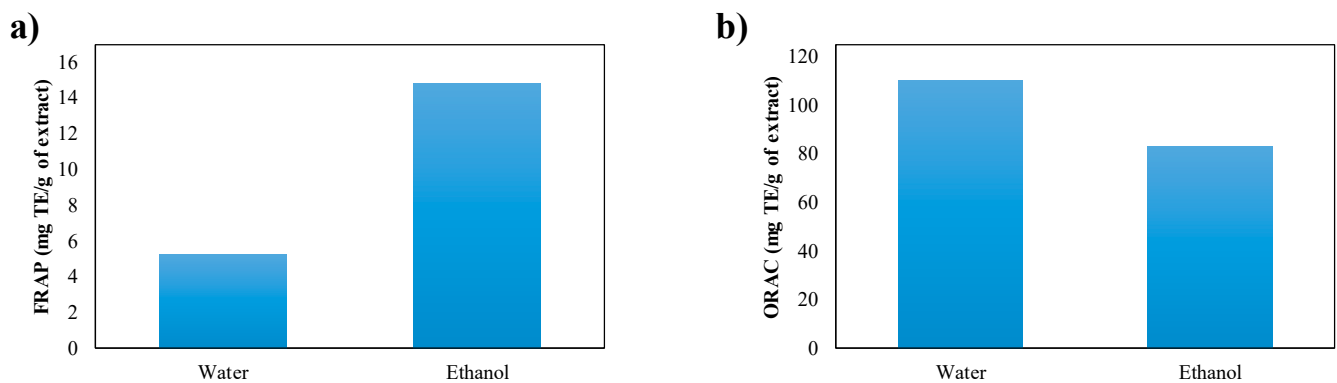 a)
FRAP (mg TE/g of extract)
16
14
12
10
8
6
4
2
0
Water Ethanol
b)
ORAC (mg TE/g of extract)
120
100
80
60
40
20
0
Water Ethanol